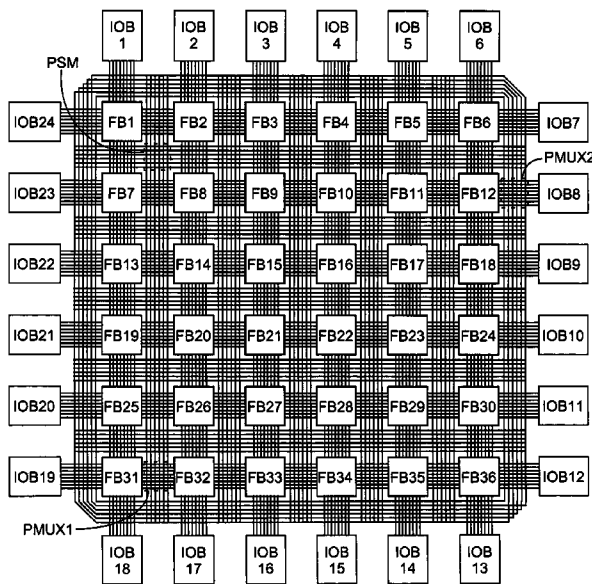 IOB 1 IOB 2 IOB 3 IOB 4 IOB 5 IOB 6
PSM
IOB24 FB1 FB2 FB3 FB4 FB5 FB6 IOB7
PMUX2
IOB23 FB7 FB8 FB9 FB10 FB11 FB12 IOB8
IOB22 FB13 FB14 FB15 FB16 FB17 FB18 IOB9
IOB21 FB19 FB20 FB21 FB22 FB23 FB24 IOB10
IOB20 FB25 FB26 FB27 FB28 FB29 FB30 IOB11
IOB19 FB31 FB32 FB33 FB34 FB35 FB36 IOB12
PMUX1
IOB 18 IOB 17 IOB 16 IOB 15 IOB 14 IOB 13